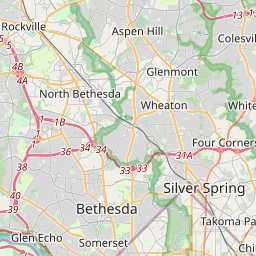 Rockville
Aspen Hill
13
Colesvill
5
4B
4A
Glenmont
North Bethesda
Wheaton
White
1
1B
36
34
34
31A
Four Corners
38
33
33
Silver Spring
40
39
Bethesda
Takoma Pa
Glen Echo
Somerset
Chi